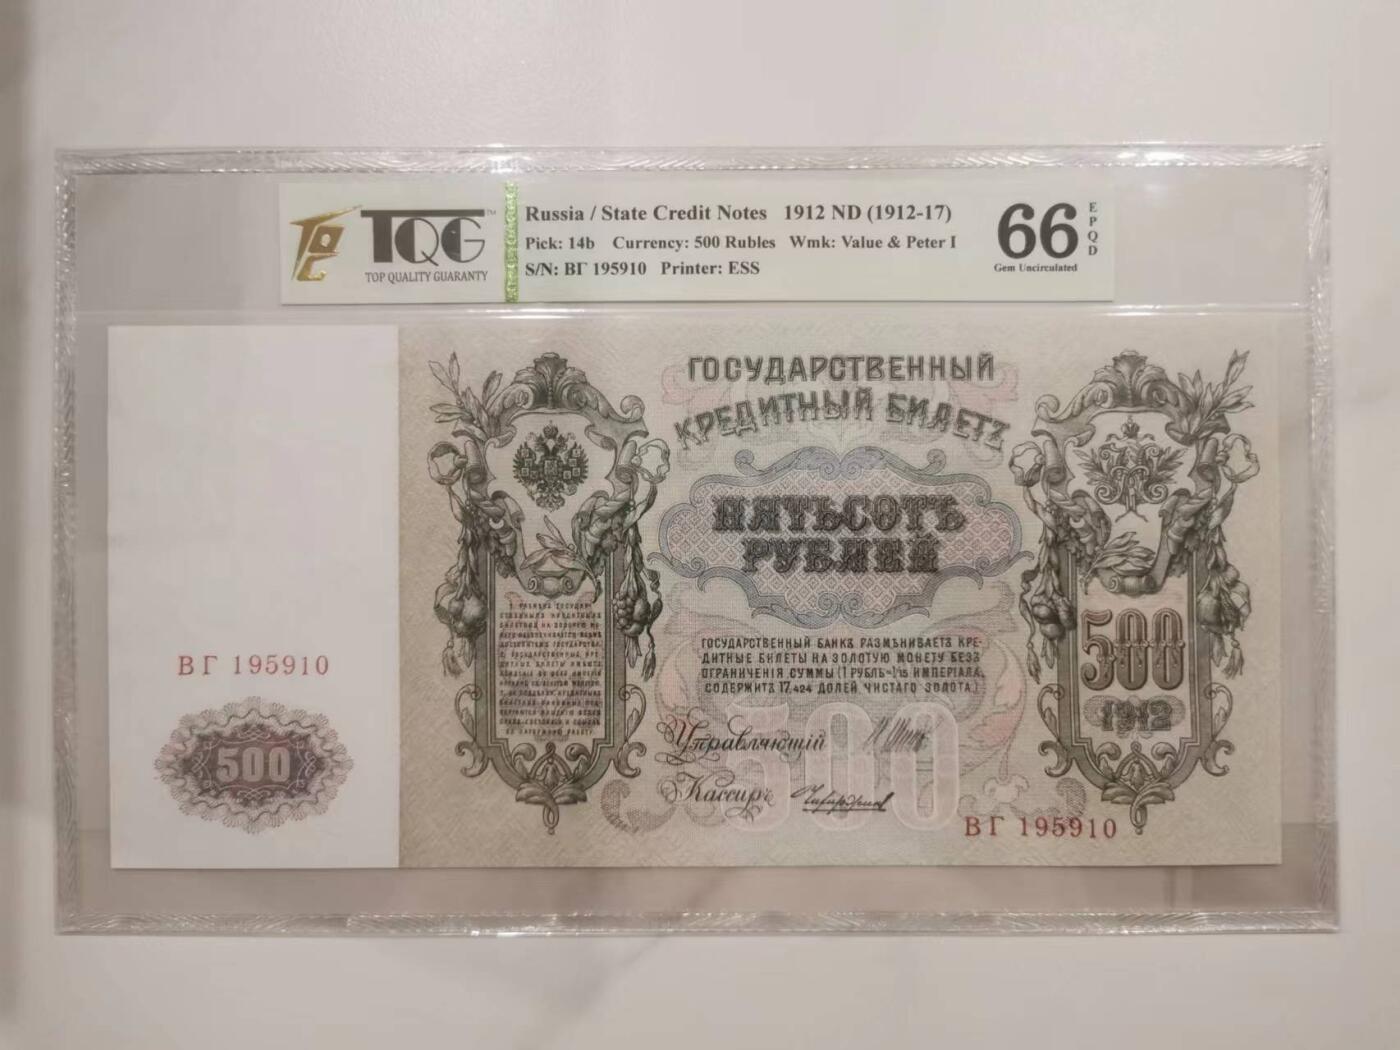 TQG™
TOP QUALITY GUARANTY
Russia / State Credit Notes 1912 ND (1912-17)
Pick: 14b Currency: 500 Rubles Wmk: Value & Peter I
S/N: ВГ 195910 Printer: ESS
66
EPQD
Gem Uncirculated
ГОСУДАРСТВЕННЫЙ
КРЕДИТНЫЙ БИЛЕТЪ
ПЯТЬСОТЪ
РУБЛЕЙ
ГОСУДАРСТВЕННЫЙ БАНКЪ РАЗМѢНИВАЕТЪ КРЕ-
ДИТНЫЕ БИЛЕТЫ НА ЗОЛОТУЮ МОНЕТУ БЕЗЪ
ОГРАНИЧЕНІЯ СУММЫ (1 РУБЛЬ=1/15 ИМПЕРІАЛА,
СОДЕРЖИТЪ 17,424 ДОЛЕЙ ЧИСТАГО ЗОЛОТА.)
Управляющій
Кассиръ
500
500
1912
ВГ 195910
500
ВГ 195910